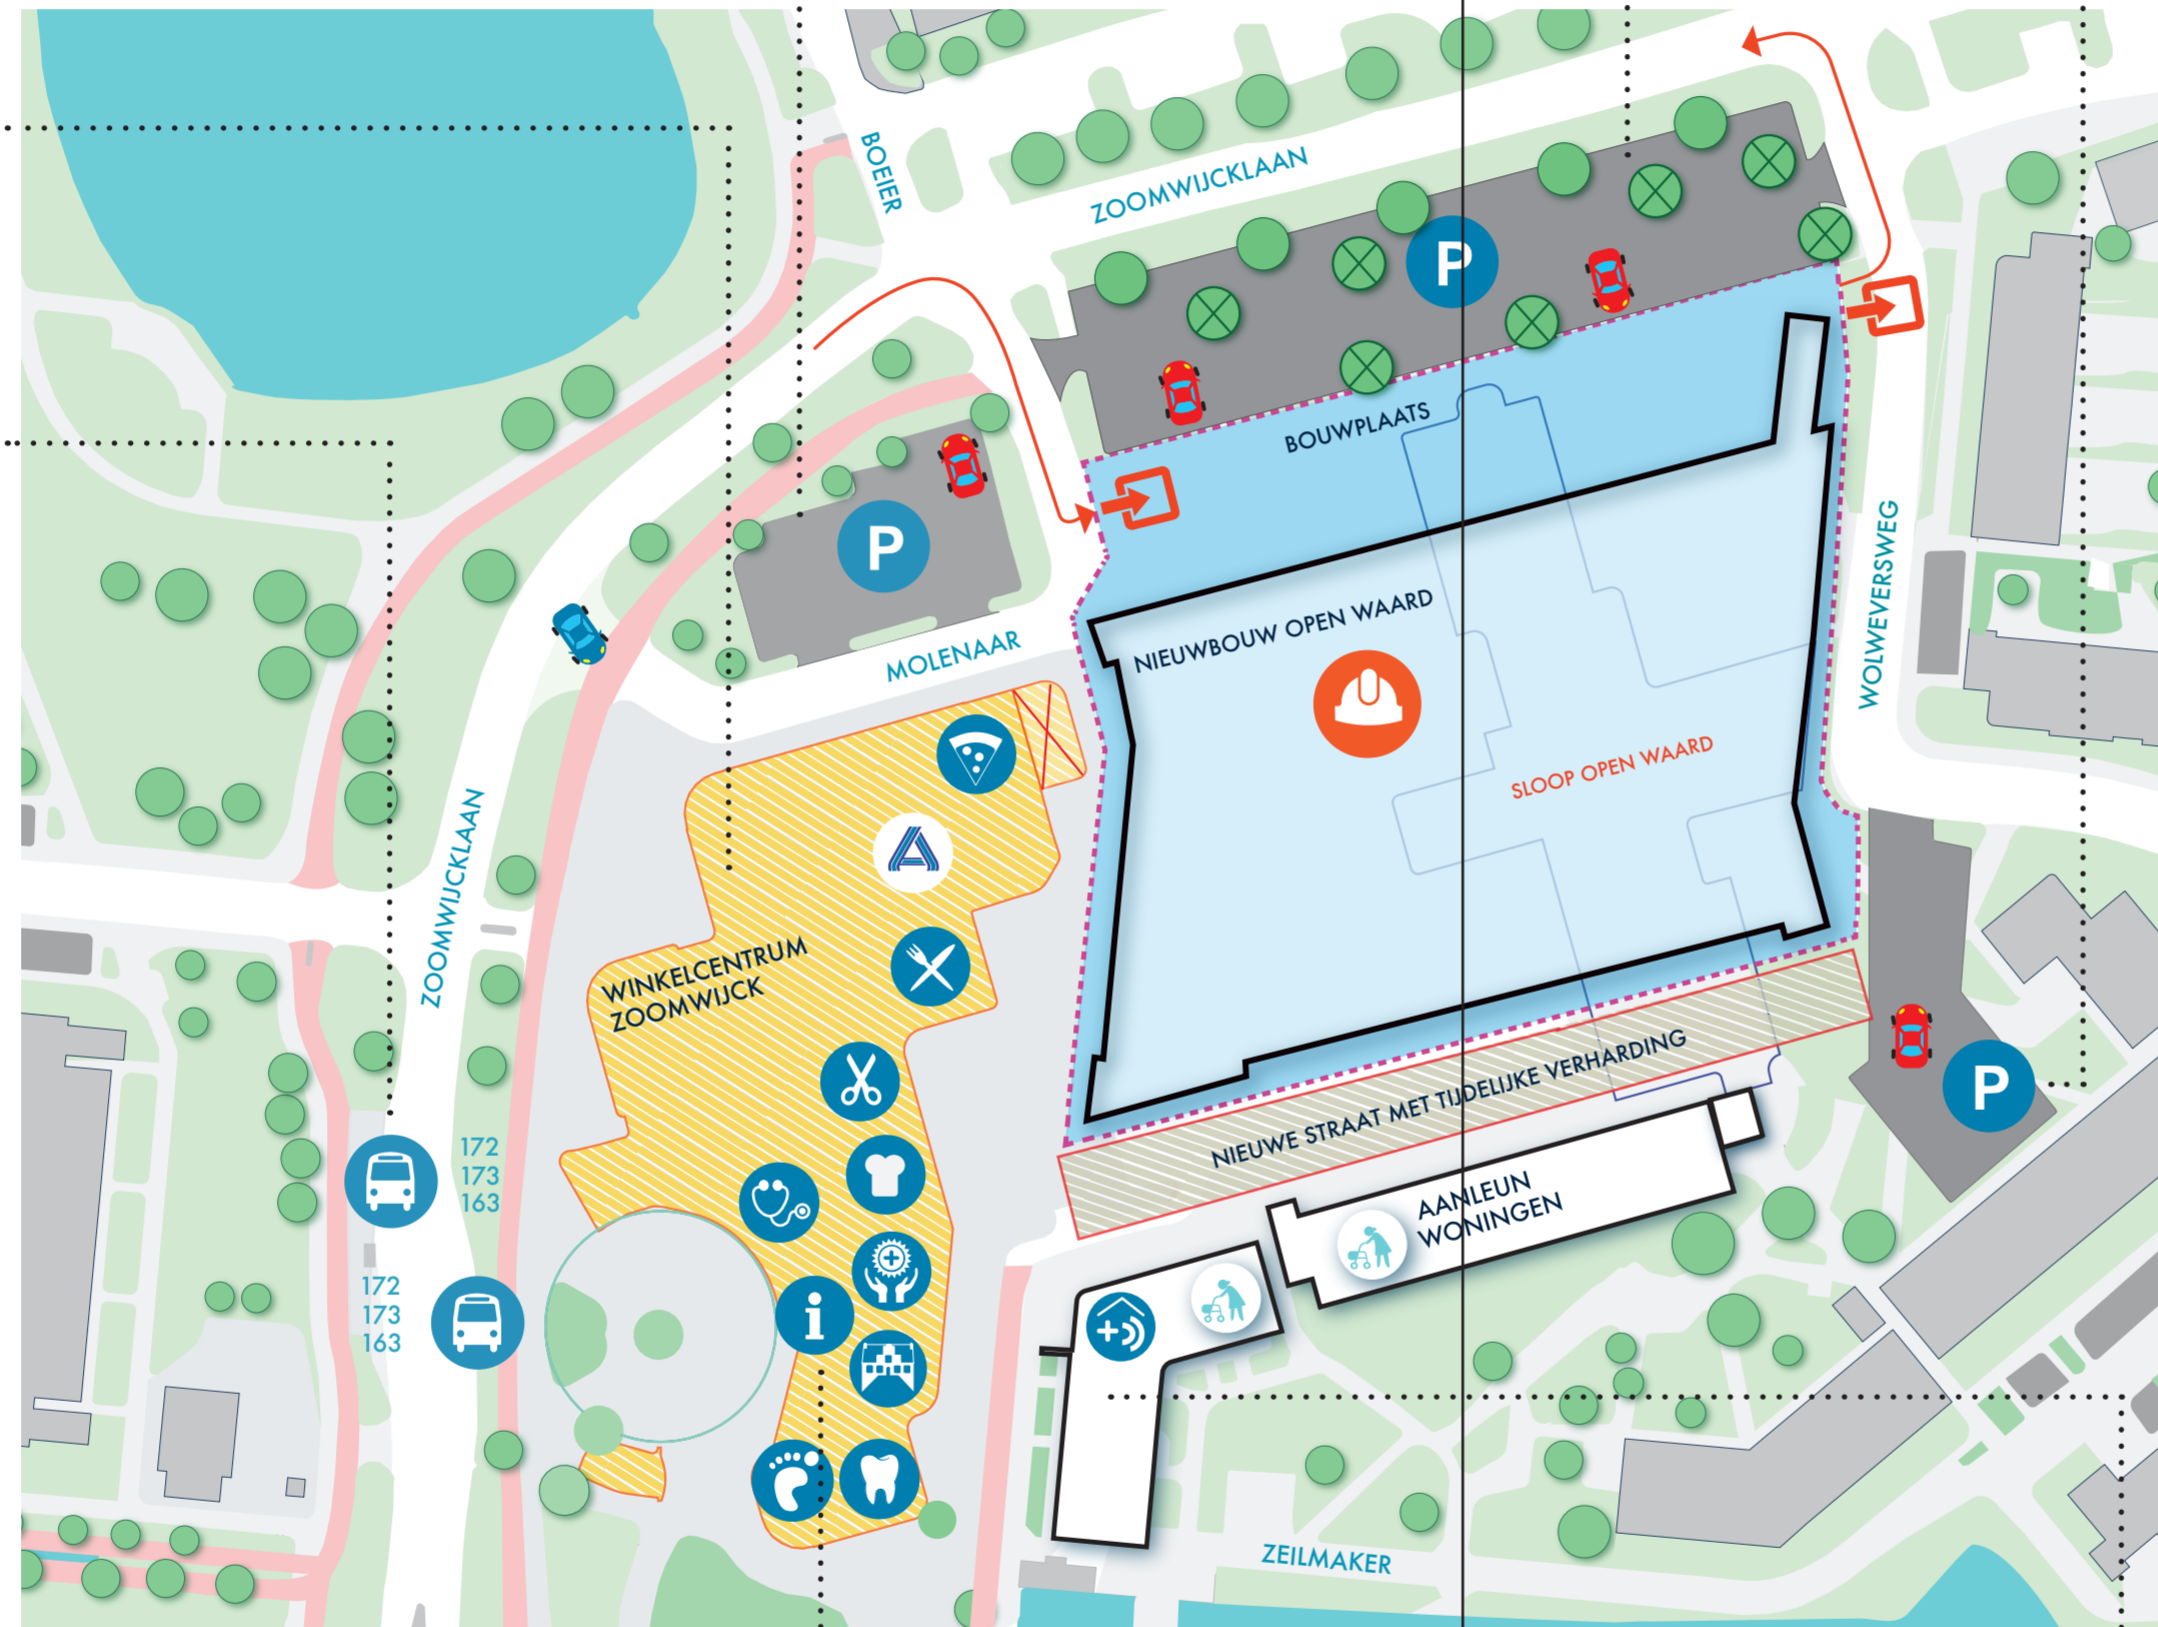 BOEIER
ZOOMWIJCKLAAN
P
BOUWPLAATS
P
NIEUWBOUW OPEN WAARD
MOLENAAR
WOLWEVERSWEG
SLOOP OPEN WAARD
ZOOMWIJCKLAAN
WINKELCENTRUM
ZOOMWIJCK
NIEUWE STRAAT MET TIJDELIJKE VERHARDING
P
172
173
163
AANLEUN
WONINGEN
172
173
163
i
ZEILMAKER